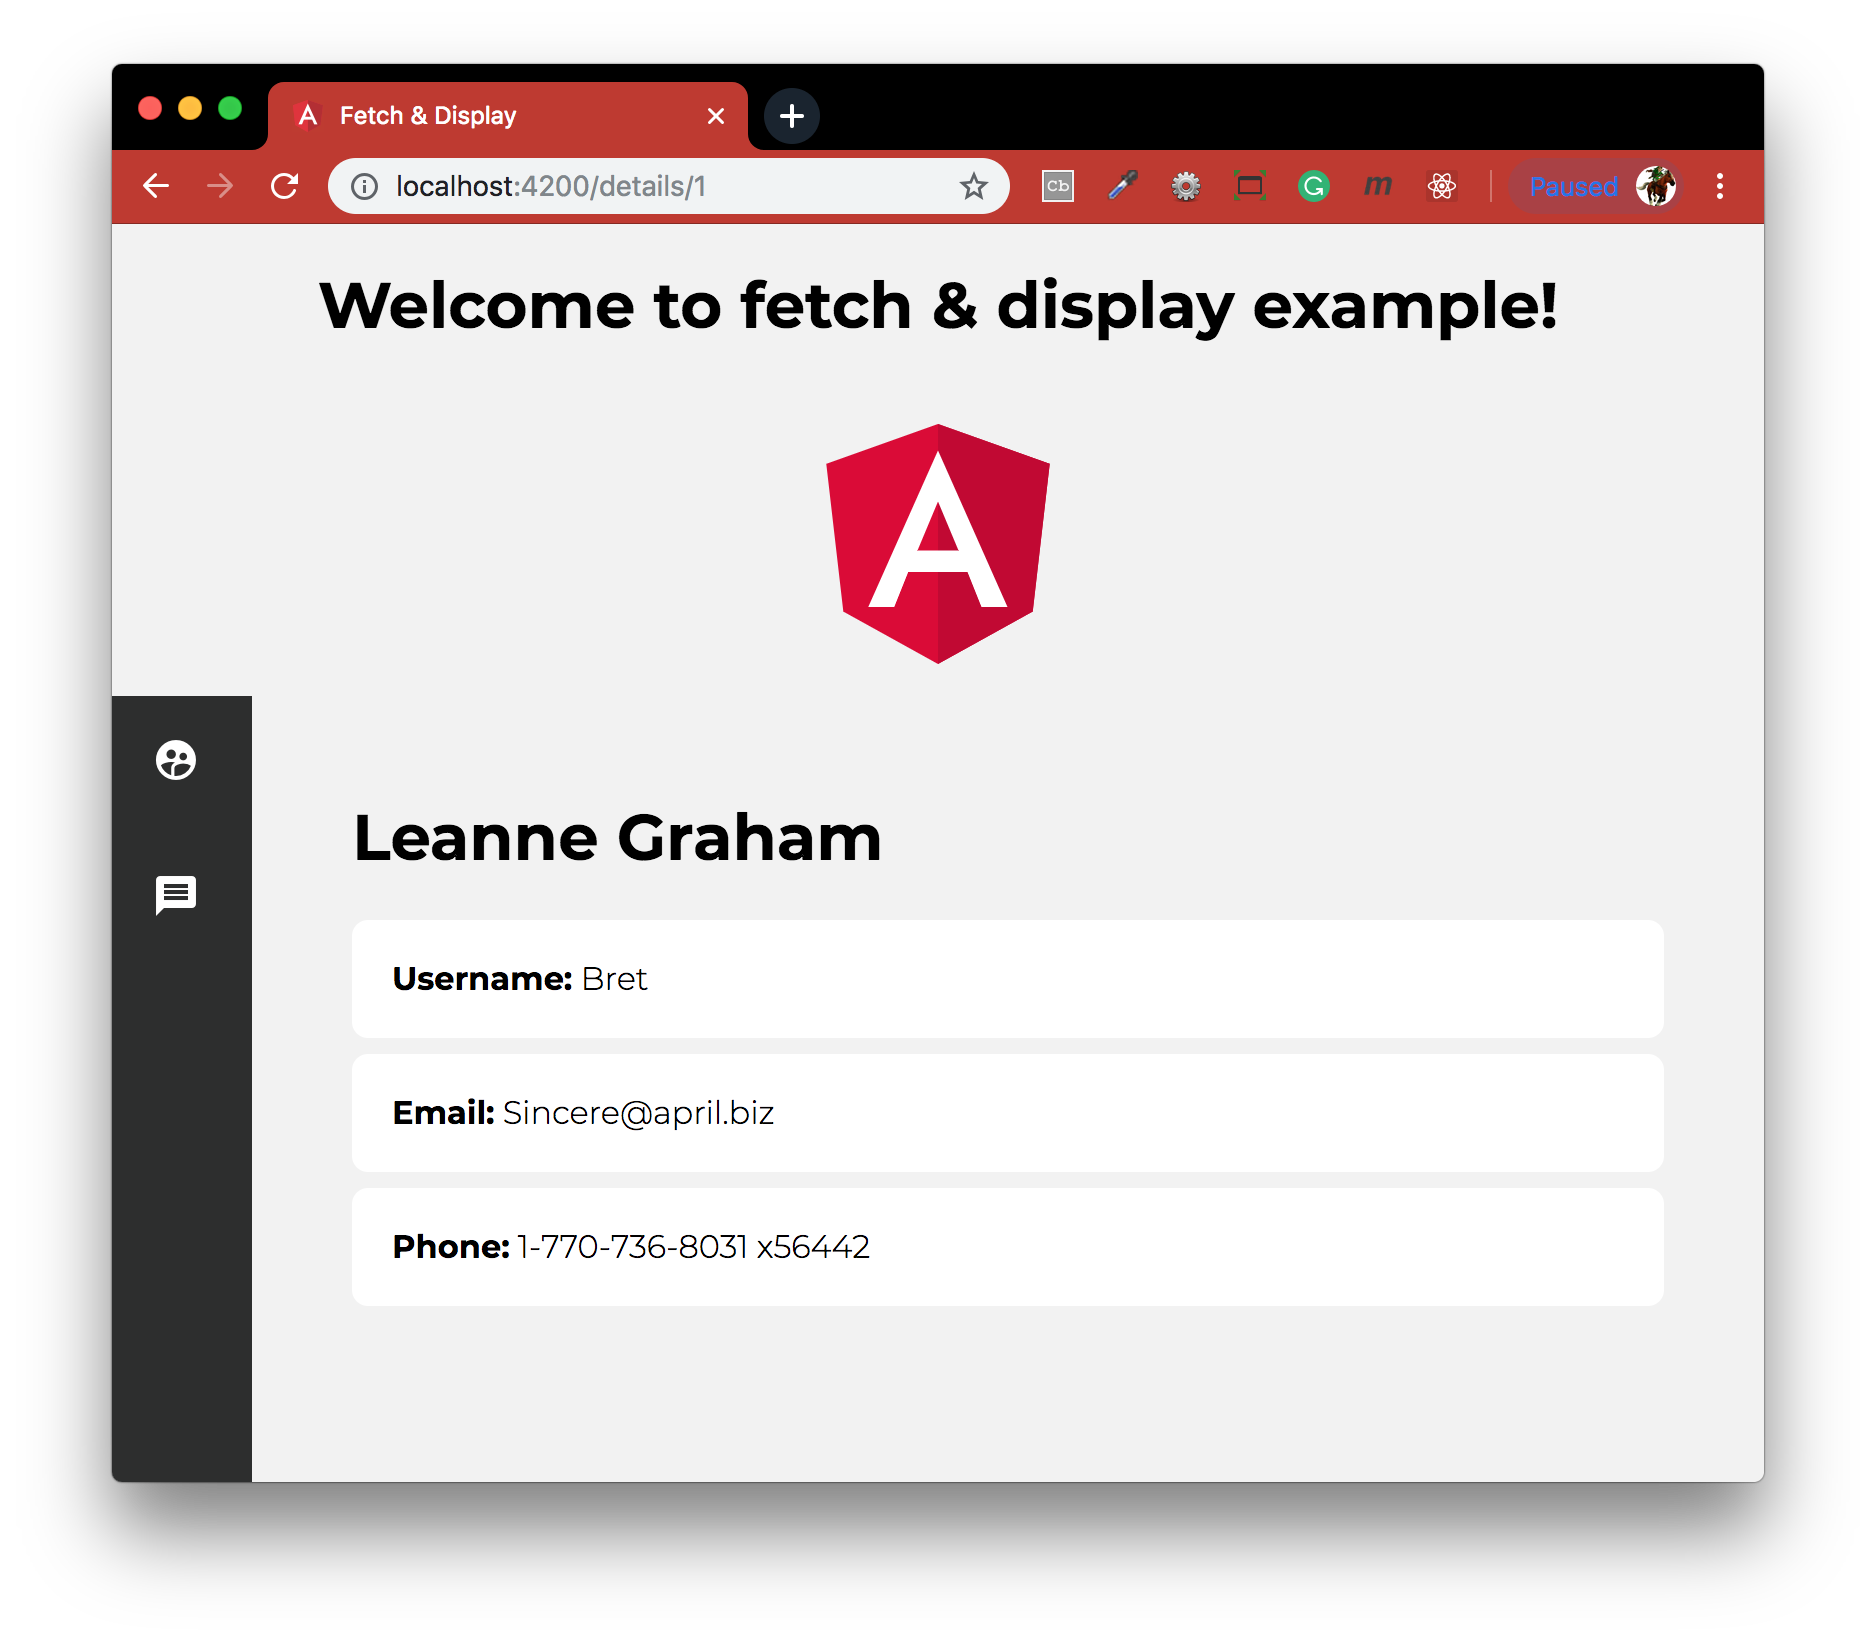 Fetch & Display
localhost:4200/details/1
Cb
G
m
Paused
Welcome to fetch & display example!
A
Leanne Graham
Username: Bret
Email: Sincere@april.biz
Phone: 1-770-736-8031 x56442